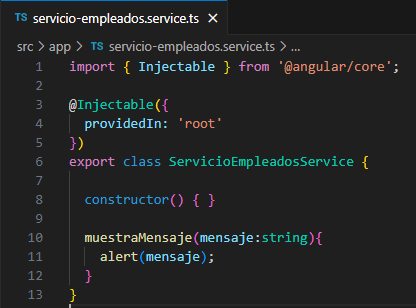 TS servicio-empleados.service.ts ×
src > app > TS servicio-empleados.service.ts > ...
1 import { Injectable } from '@angular/core';
2
3 @Injectable({
4   providedIn: 'root'
5 })
6 export class ServicioEmpleadosService {
7
8   constructor() { }
9
10   muestraMensaje(mensaje:string){
11     alert(mensaje);
12   }
13 }